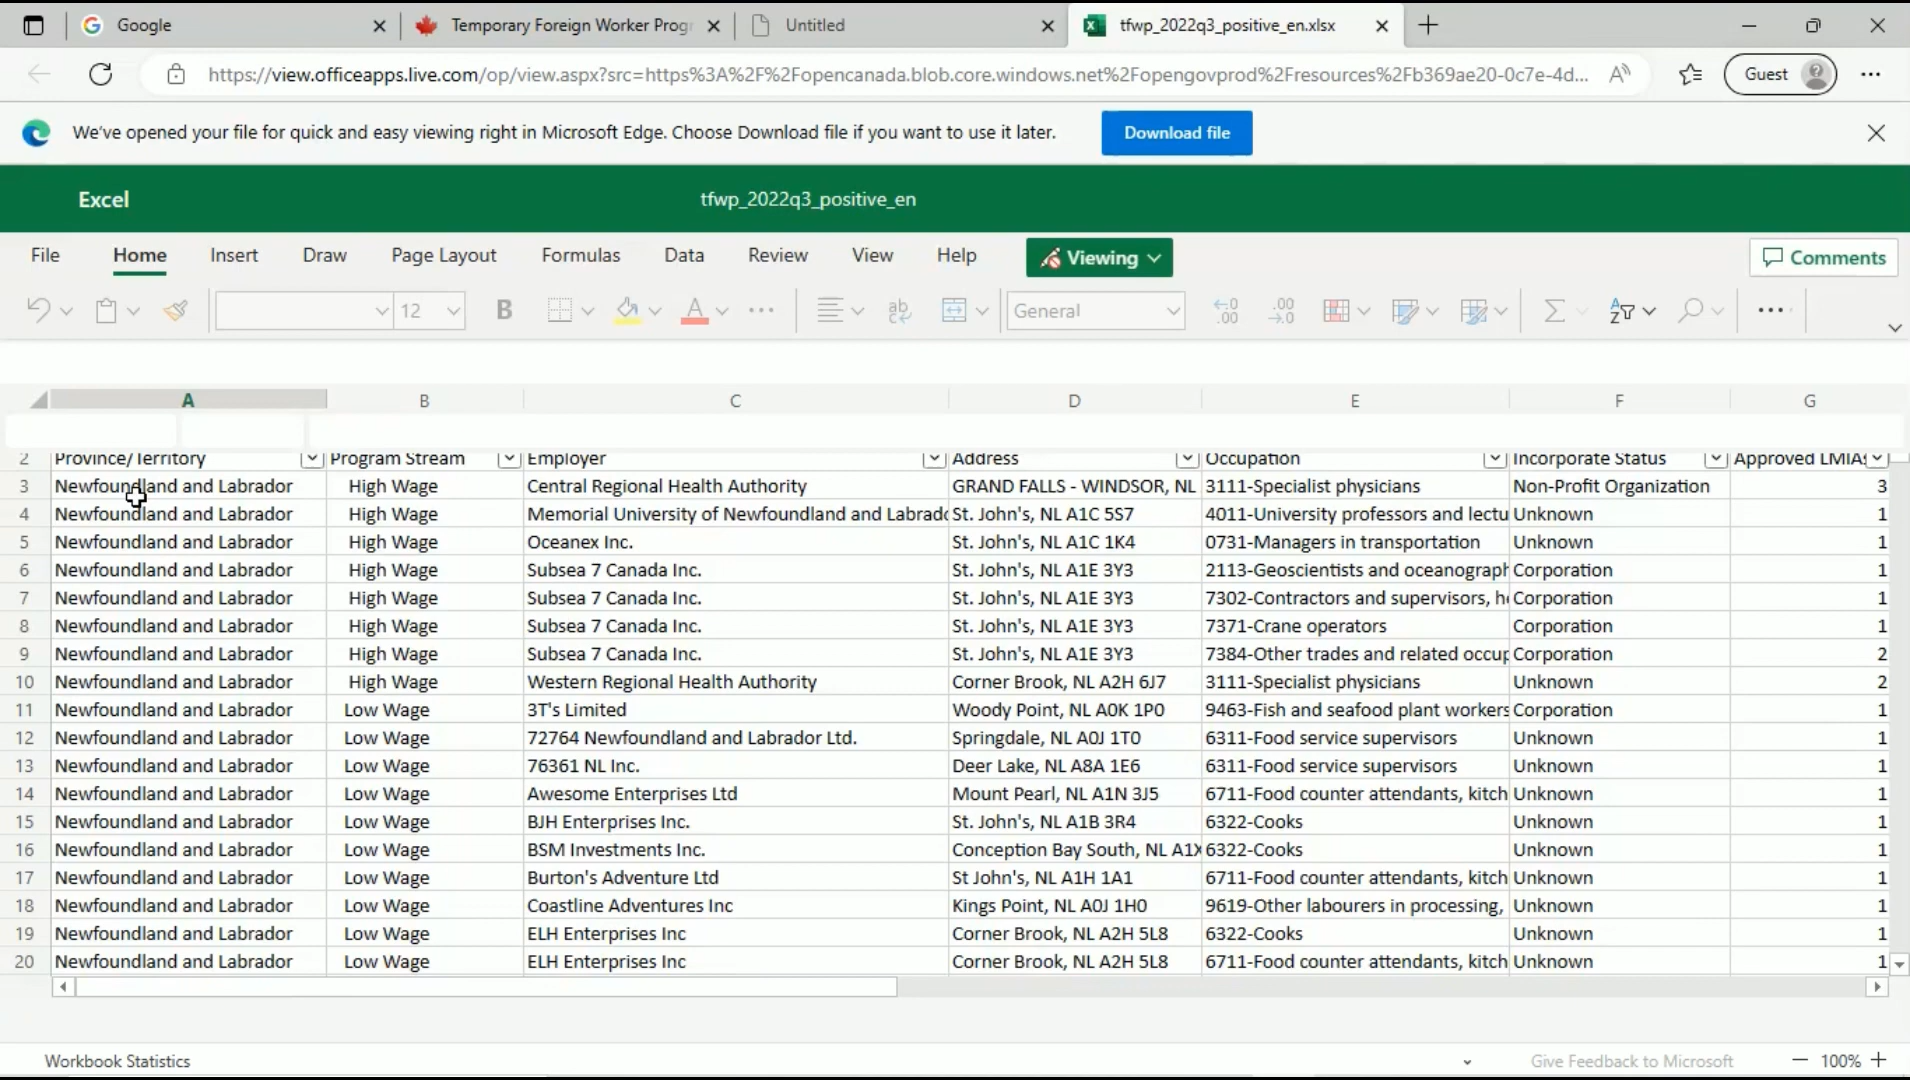 Google
Temporary Foreign Worker Progr
Untitled
tfwp_2022q3_positive_en.xlsx
https://view.officeapps.live.com/op/view.aspx?src=https%3A%2F%2Fopencanada.blob.core.windows.net%2Fopengovprod%2Fresources%2Fb369ae20-0c7e-4d...
Guest
We've opened your file for quick and easy viewing right in Microsoft Edge. Choose Download file if you want to use it later.
Download file
Excel
tfwp_2022q3_positive_en
File Home Insert Draw Page Layout Formulas Data Review View Help Viewing Comments
12 B A ab General .00 .00
A B C D E F G
2 Province/Territory Program Stream Employer Address Occupation Incorporate Status Approved LMIAs
3 Newfoundland and Labrador High Wage Central Regional Health Authority GRAND FALLS - WINDSOR, NL 3111-Specialist physicians Non-Profit Organization 3
4 Newfoundland and Labrador High Wage Memorial University of Newfoundland and Labrado St. John's, NL A1C 5S7 4011-University professors and lectu Unknown 1
5 Newfoundland and Labrador High Wage Oceanex Inc. St. John's, NL A1C 1K4 0731-Managers in transportation Unknown 1
6 Newfoundland and Labrador High Wage Subsea 7 Canada Inc. St. John's, NL A1E 3Y3 2113-Geoscientists and oceanograph Corporation 1
7 Newfoundland and Labrador High Wage Subsea 7 Canada Inc. St. John's, NL A1E 3Y3 7302-Contractors and supervisors, he Corporation 1
8 Newfoundland and Labrador High Wage Subsea 7 Canada Inc. St. John's, NL A1E 3Y3 7371-Crane operators Corporation 1
9 Newfoundland and Labrador High Wage Subsea 7 Canada Inc. St. John's, NL A1E 3Y3 7384-Other trades and related occup Corporation 2
10 Newfoundland and Labrador High Wage Western Regional Health Authority Corner Brook, NL A2H 6J7 3111-Specialist physicians Unknown 2
11 Newfoundland and Labrador Low Wage 3T's Limited Woody Point, NL A0K 1P0 9463-Fish and seafood plant workers Corporation 1
12 Newfoundland and Labrador Low Wage 72764 Newfoundland and Labrador Ltd. Springdale, NL A0J 1T0 6311-Food service supervisors Unknown 1
13 Newfoundland and Labrador Low Wage 76361 NL Inc. Deer Lake, NL A8A 1E6 6311-Food service supervisors Unknown 1
14 Newfoundland and Labrador Low Wage Awesome Enterprises Ltd Mount Pearl, NL A1N 3J5 6711-Food counter attendants, kitch Unknown 1
15 Newfoundland and Labrador Low Wage BJH Enterprises Inc. St. John's, NL A1B 3R4 6322-Cooks Unknown 1
16 Newfoundland and Labrador Low Wage BSM Investments Inc. Conception Bay South, NL A1X 6322-Cooks Unknown 1
17 Newfoundland and Labrador Low Wage Burton's Adventure Ltd St John's, NL A1H 1A1 6711-Food counter attendants, kitch Unknown 1
18 Newfoundland and Labrador Low Wage Coastline Adventures Inc Kings Point, NL A0J 1H0 9619-Other labourers in processing, Unknown 1
19 Newfoundland and Labrador Low Wage ELH Enterprises Inc Corner Brook, NL A2H 5L8 6322-Cooks Unknown 1
20 Newfoundland and Labrador Low Wage ELH Enterprises Inc Corner Brook, NL A2H 5L8 6711-Food counter attendants, kitch Unknown 1
Workbook Statistics Give Feedback to Microsoft 100%